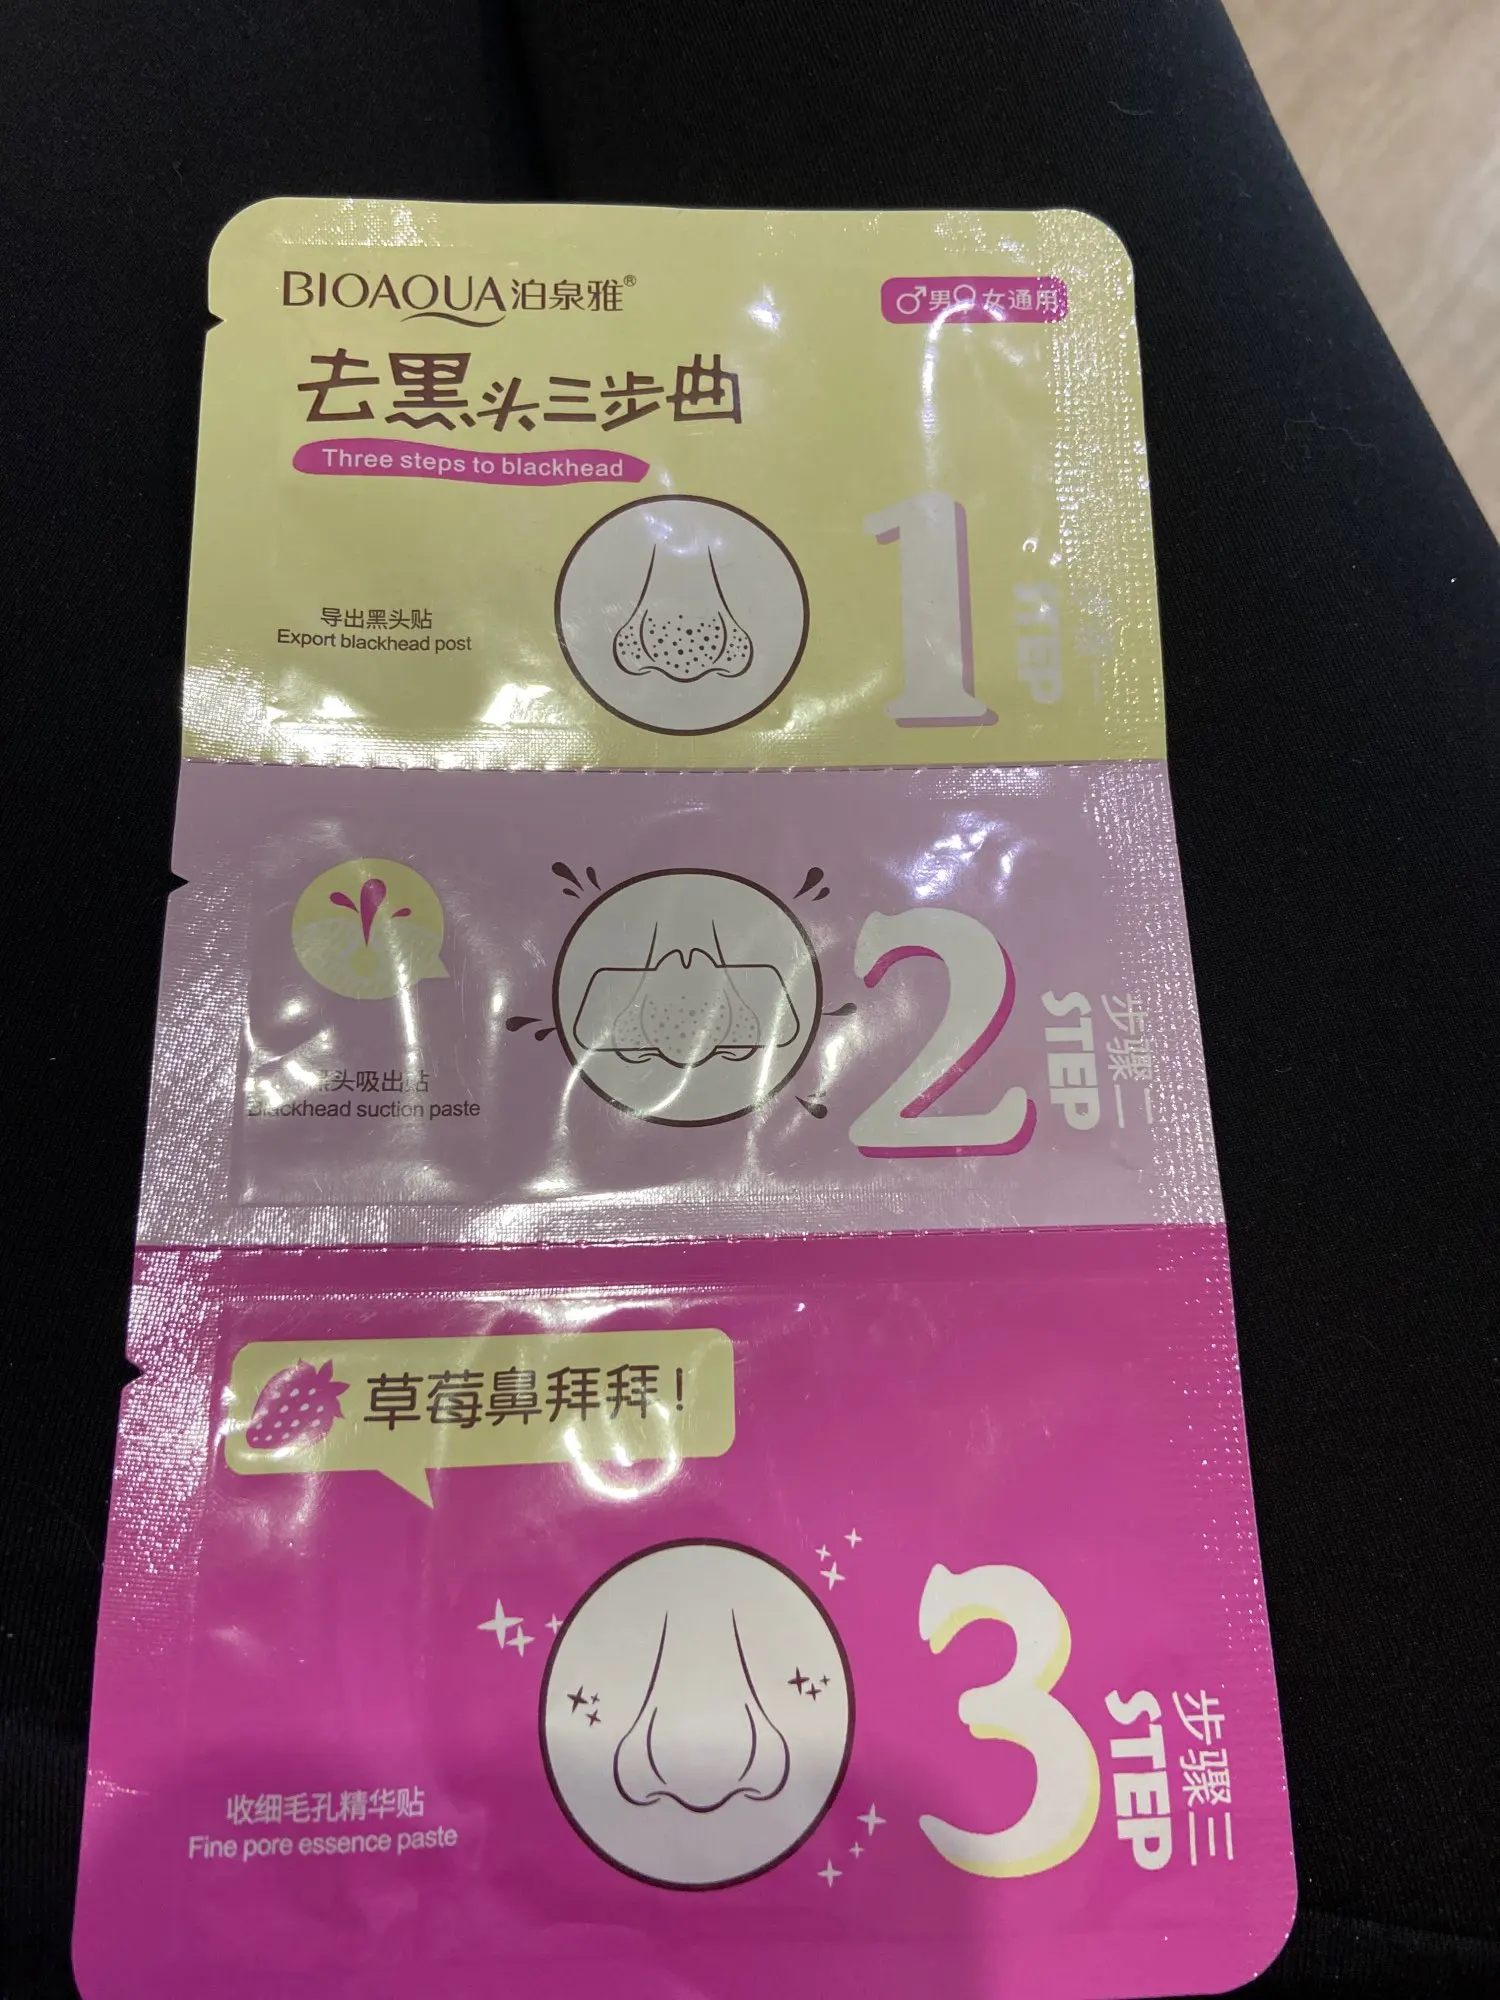 BIOAQUA泊泉雅®
♂男♀女通用
去黑头三步曲
Three steps to blackhead
导出黑头贴
Export blackhead post
1
STEP
黑头吸出贴
Blackhead suction paste
2
STEP
步骤二
草莓鼻拜拜！
收细毛孔精华贴
Fine pore essence paste
3
STEP
步骤三